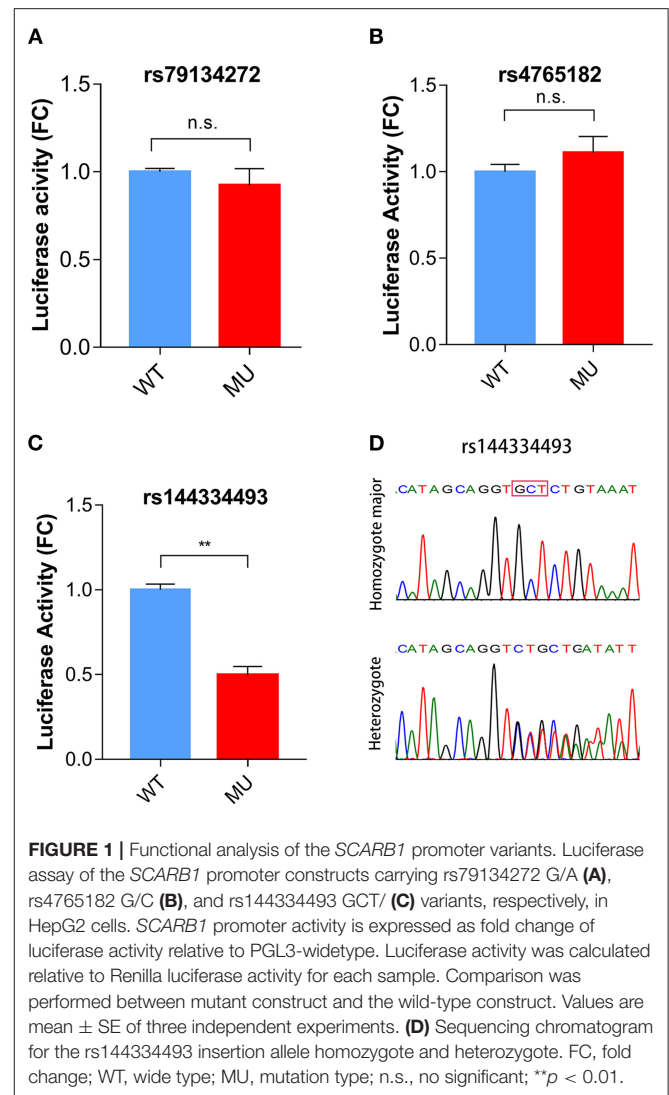 A
rs79134272
Luciferase acivity (FC)
1.5
1.0
0.5
0.0
n.s.
WT
MU
B
rs4765182
Luciferase Activity (FC)
1.5
1.0
0.5
0.0
n.s.
WT
MU
C
rs144334493
Luciferase Activity (FC)
1.5
1.0
0.5
0.0
**
WT
MU
D
rs144334493
Homozygote major
.CATAGCAGGTGCTCTGTAAAT
Heterozygote
.CATAGCAGGTCTGCTGATATT
FIGURE 1 | Functional analysis of the SCARB1 promoter variants. Luciferase
assay of the SCARB1 promoter constructs carrying rs79134272 G/A (A),
rs4765182 G/C (B), and rs144334493 GCT/ (C) variants, respectively, in
HepG2 cells. SCARB1 promoter activity is expressed as fold change of
luciferase activity relative to PGL3-widetype. Luciferase activity was calculated
relative to Renilla luciferase activity for each sample. Comparison was
performed between mutant construct and the wild-type construct. Values are
mean ± SE of three independent experiments. (D) Sequencing chromatogram
for the rs144334493 insertion allele homozygote and heterozygote. FC, fold
change; WT, wide type; MU, mutation type; n.s., no significant; **p < 0.01.